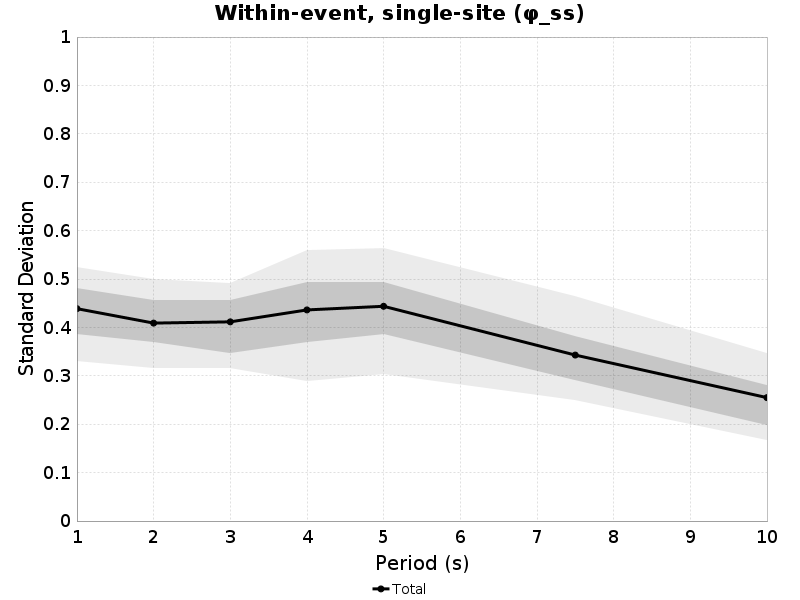 Within-event, single-site (φ_ss)
1
0.9
0.8
0.7
0.6
0.5
0.4
0.3
0.2
0.1
0
Standard Deviation
1 2 3 4 5 6 7 8 9 10
Period (s)
Total